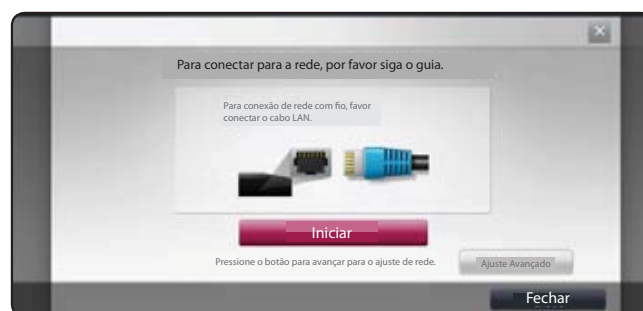 Para conectar para a rede, por favor siga o guia.
Para conexão de rede com fio, favor
conectar o cabo LAN.
Iniciar
Pressione o botão para avançar para o ajuste de rede.
Ajuste Avançado
Fechar